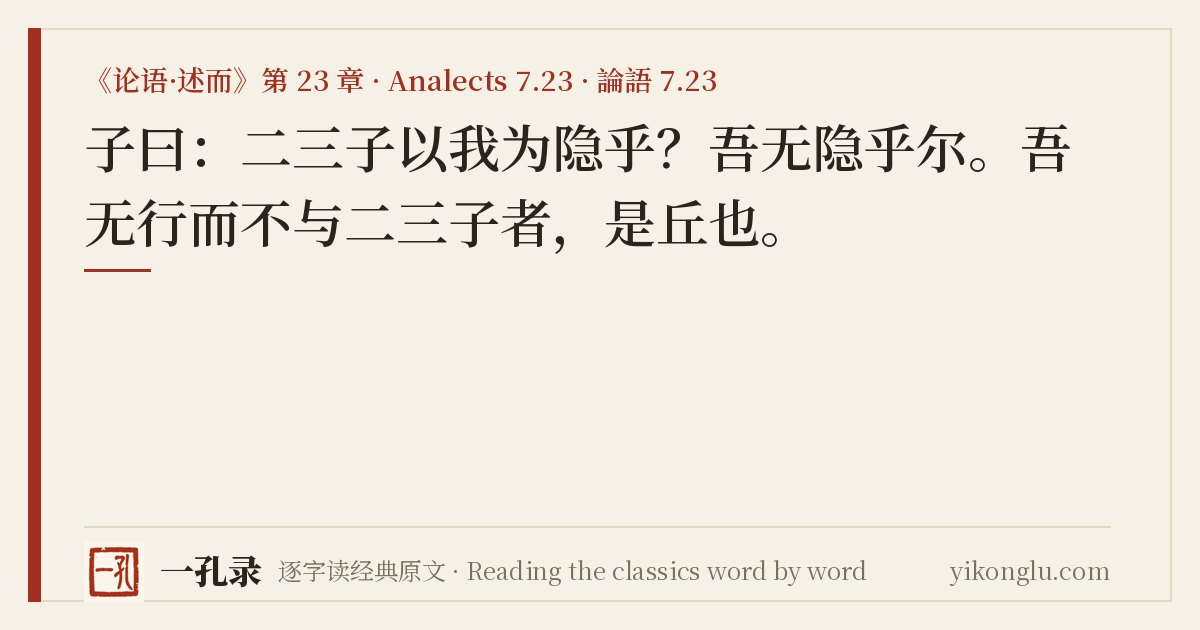 《论语·述而》第 23 章 · Analects 7.23 · 論語 7.23
子曰：二三子以我为隐乎？吾无隐乎尔。吾
无行而不与二三子者，是丘也。
一孔
一孔录 逐字读经典原文 · Reading the classics word by word yikonglu.com